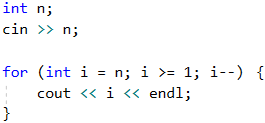 int n;
cin >> n;
for (int i = n; i >= 1; i--) {
    cout << i << endl;
}